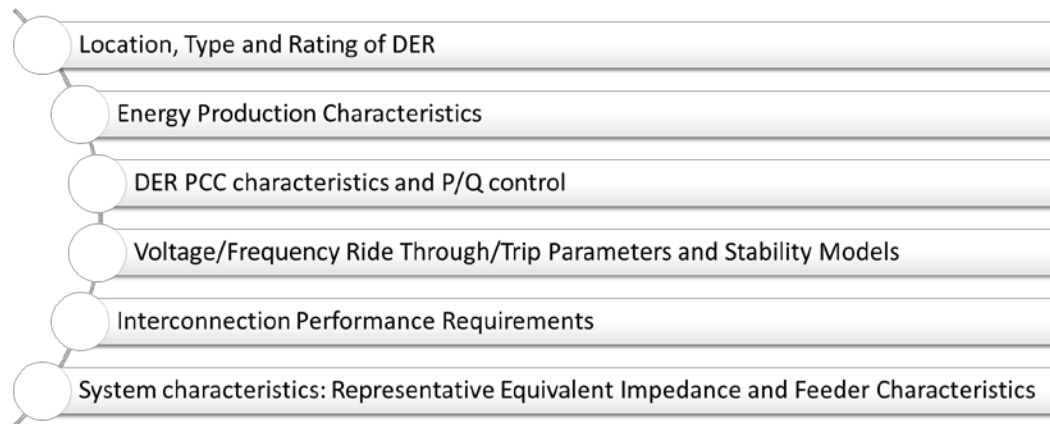 Location, Type and Rating of DER
Energy Production Characteristics
DER PCC characteristics and P/Q control
Voltage/Frequency Ride Through/Trip Parameters and Stability Models
Interconnection Performance Requirements
System characteristics: Representative Equivalent Impedance and Feeder Characteristics